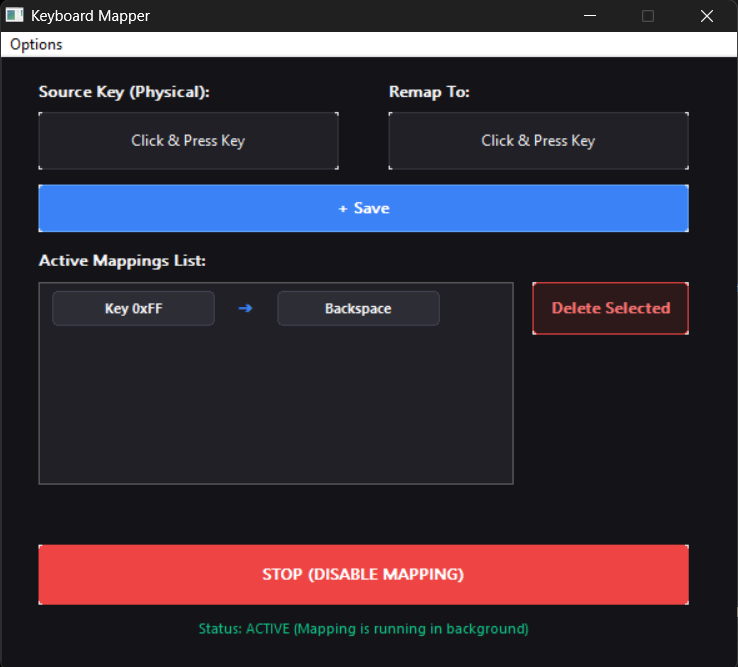 Keyboard Mapper
Options
Source Key (Physical): Remap To:
Click & Press Key Click & Press Key
+ Save
Active Mappings List:
Key 0xFF ➔ Backspace Delete Selected
STOP (DISABLE MAPPING)
Status: ACTIVE (Mapping is running in background)